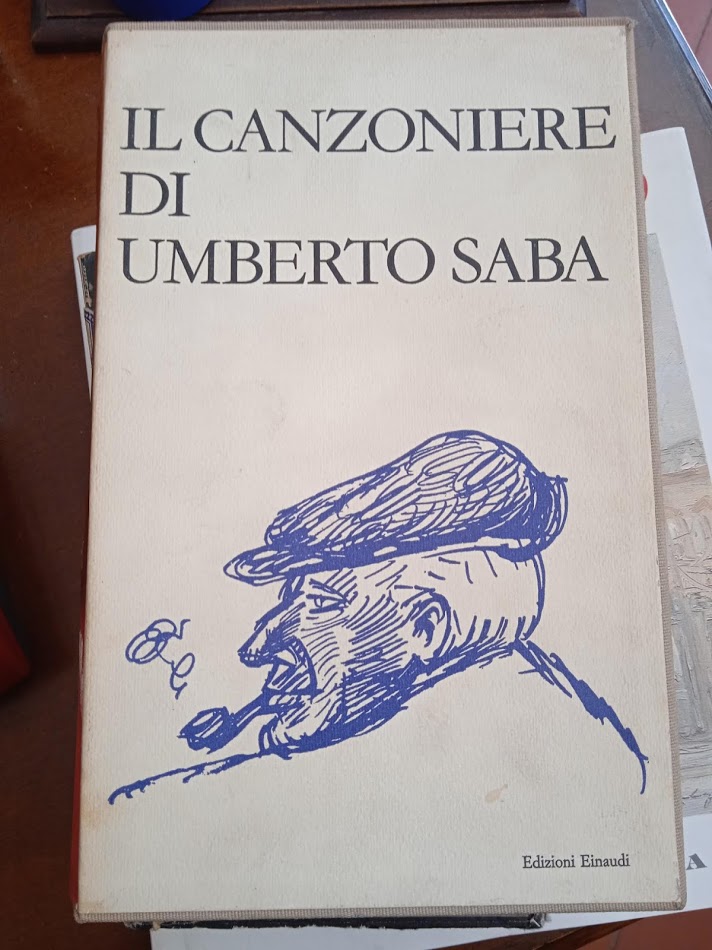 IL CANZONIERE
DI
UMBERTO SABA
Edizioni Einaudi
A